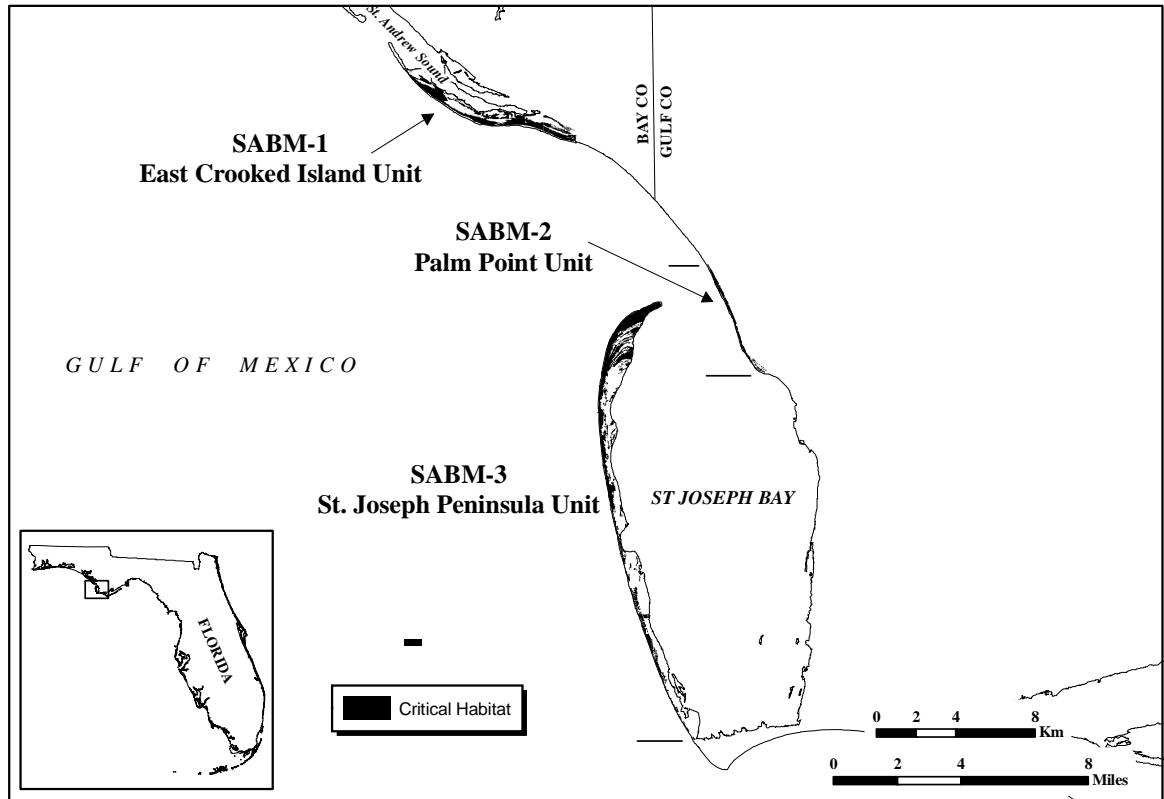 St. Andrew Sound
BAY CO
GULF CO
SABM-1
East Crooked Island Unit
SABM-2
Palm Point Unit
GULF OF MEXICO
SABM-3
St. Joseph Peninsula Unit
ST JOSEPH BAY
FLORIDA
Critical Habitat
0 2 4 8
Km
0 2 4 8
Miles